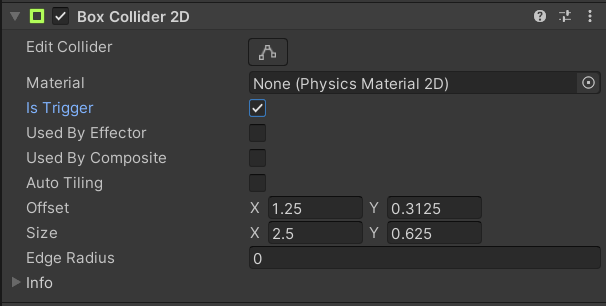 Box Collider 2D
Edit Collider
Material None (Physics Material 2D)
Is Trigger
Used By Effector
Used By Composite
Auto Tiling
Offset X 1.25 Y 0.3125
Size X 2.5 Y 0.625
Edge Radius 0
Info